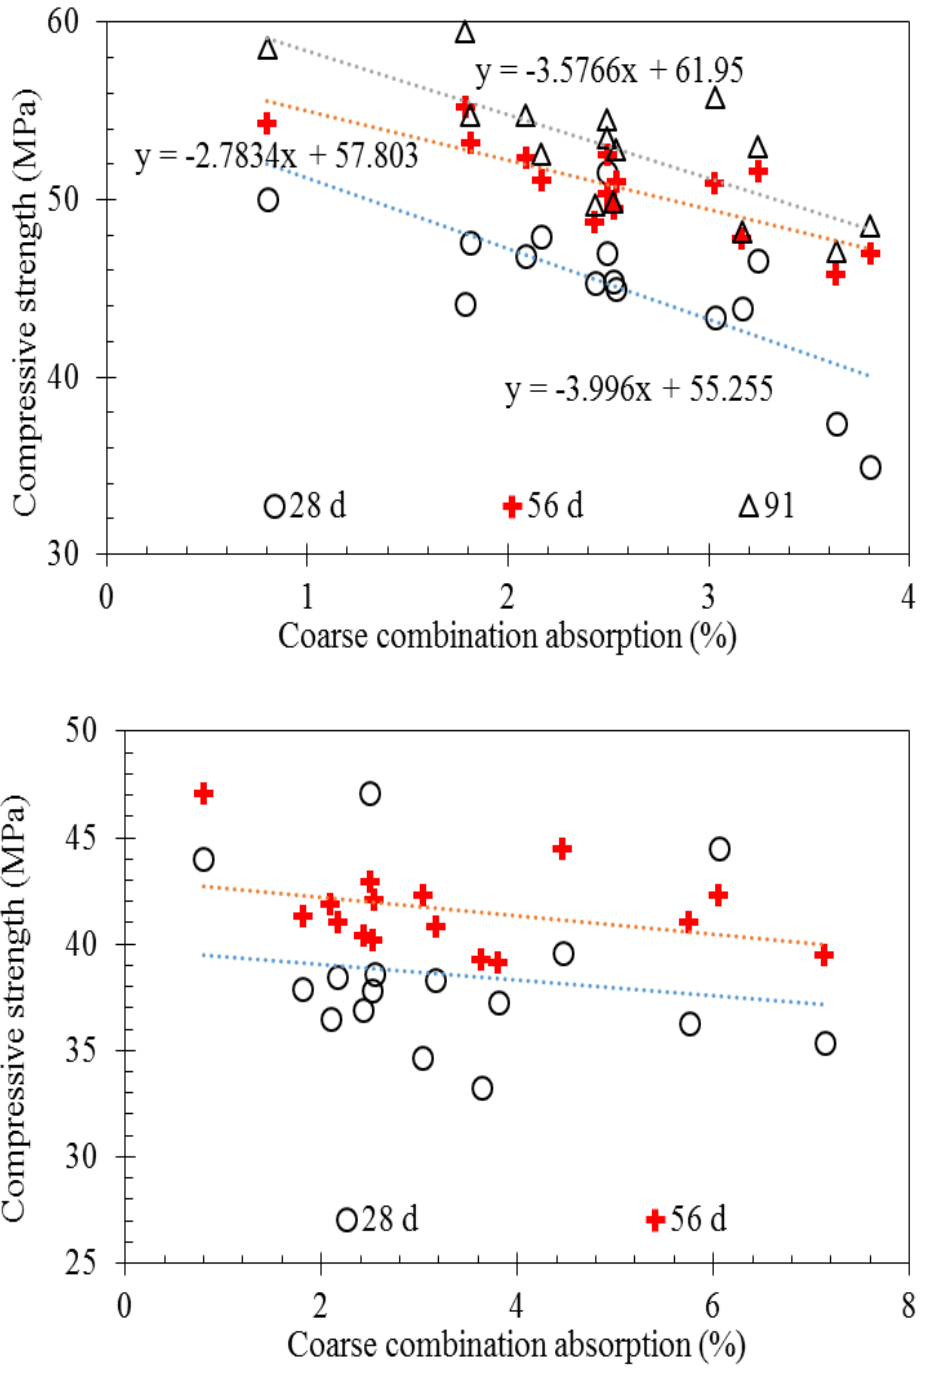 60
50
40
30
Compressive strength (MPa)
y = -3.5766x + 61.95
y = -2.7834x + 57.803
y = -3.996x + 55.255
28 d
56 d
91
0
1
2
3
4
Coarse combination absorption (%)
50
45
40
35
30
25
Compressive strength (MPa)
28 d
56 d
0
2
4
6
8
Coarse combination absorption (%)